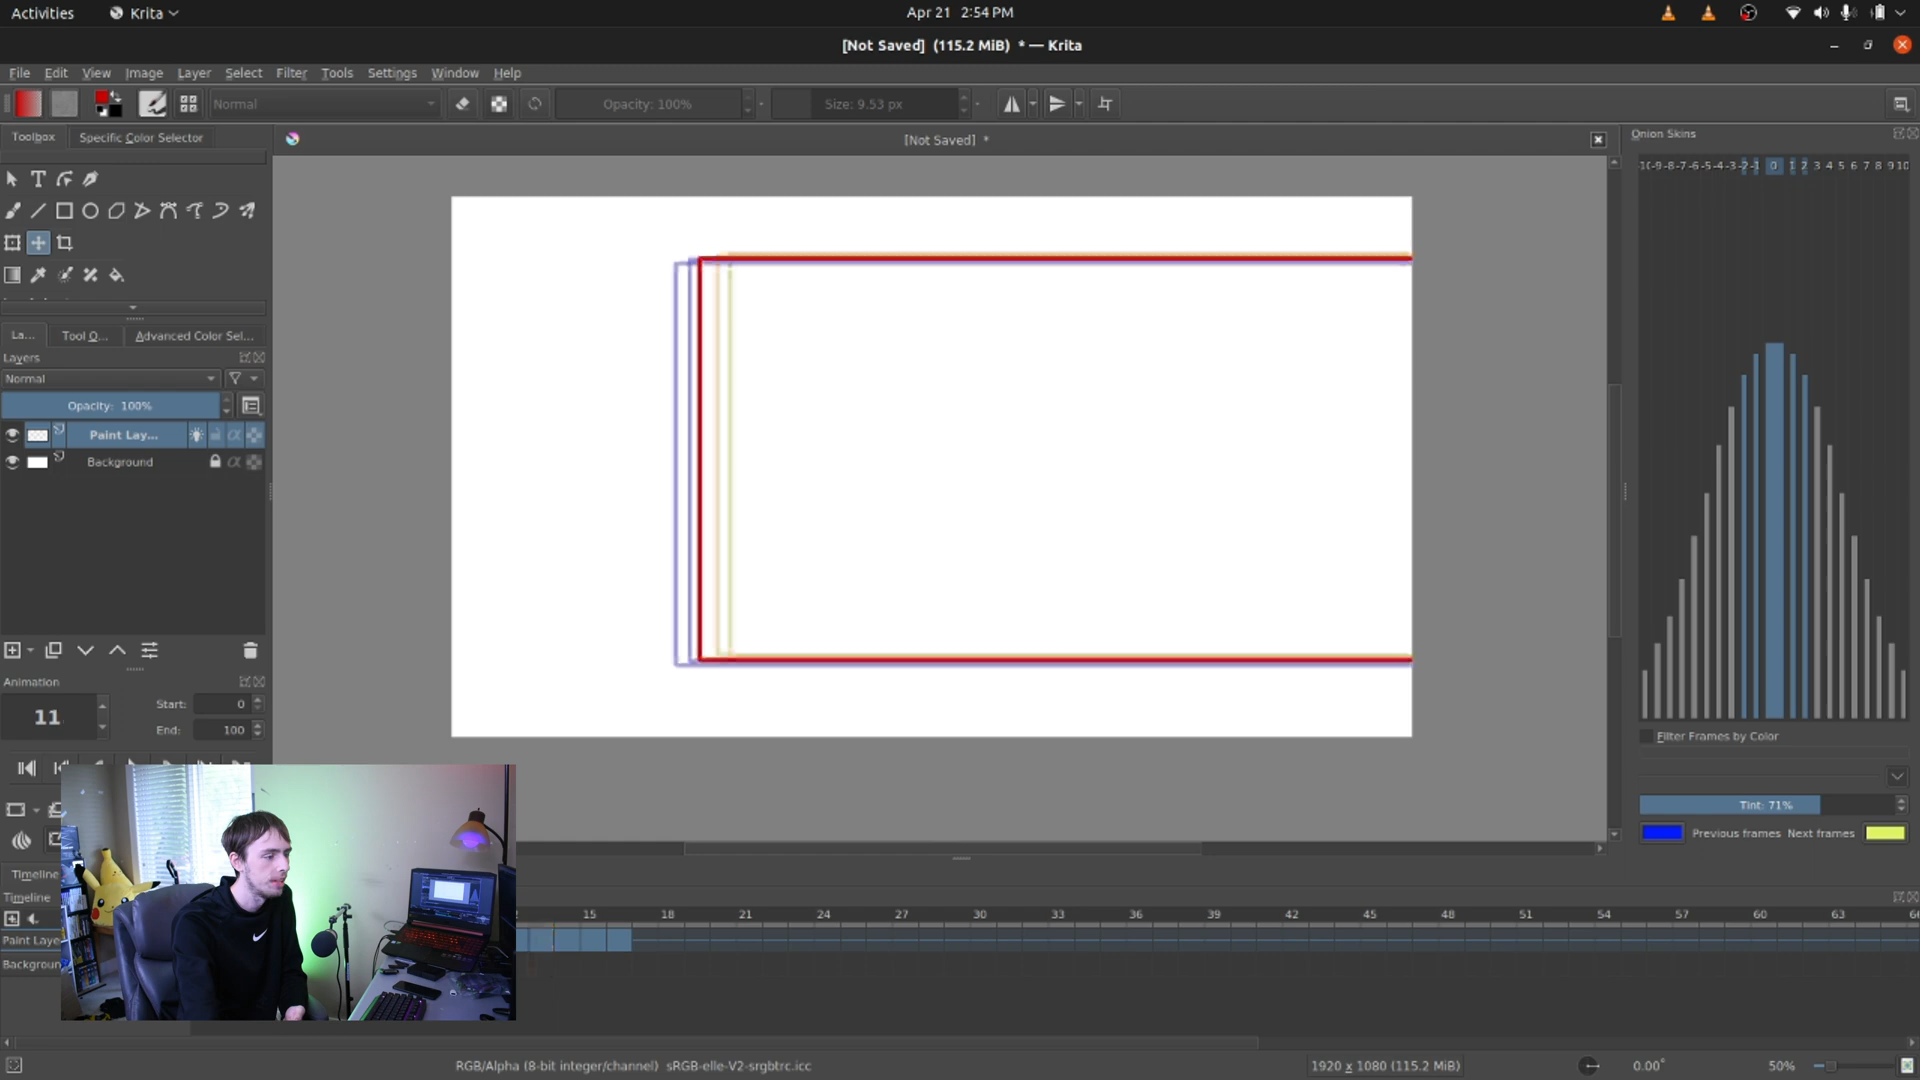 Activities Krita Apr 21 2:54 PM
[Not Saved] (115.2 MiB) * — Krita
File Edit View Image Layer Select Filter Tools Settings Window Help
Normal Opacity: 100% Size: 9.53 px
Toolbox Specific Color Selector [Not Saved] * Onion Skins
-9-8-7-6-5-4-3-2-1 0 1 2 3 4 5 6 7 8 9 10
La... Tool O... Advanced Color Sel...
Layers
Normal
Opacity: 100%
Paint Lay...
Background
Animation
11 Start: 0
End: 100
Filter Frames by Color
Tint: 71%
Previous frames Next frames
Timeline
Timeline
15 18 21 24 27 30 33 36 39 42 45 48 51 54 57 60 63
Paint Laye
Backgroun
RGB/Alpha (8-bit integer/channel) sRGB-elle-V2-srgbtrc.icc 1920 x 1080 (115.2 MiB) 0.00° 50%